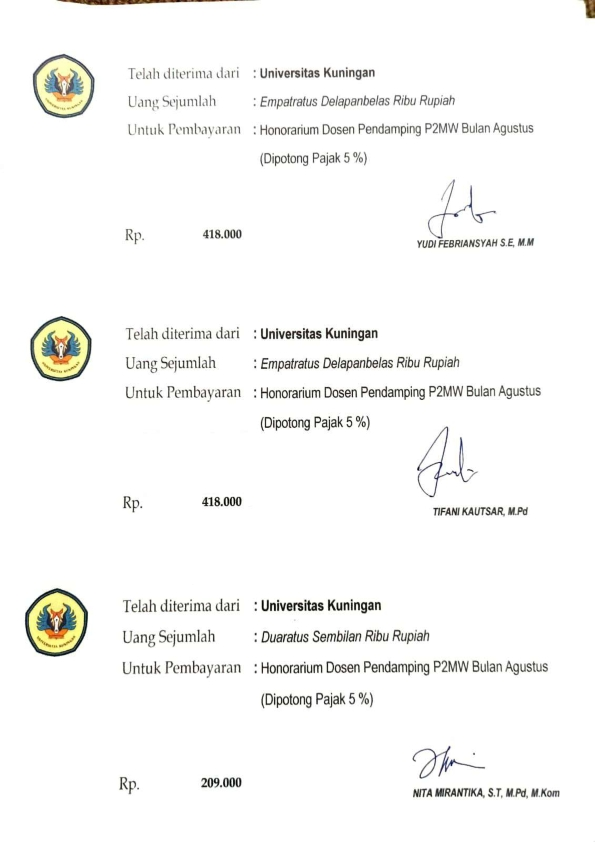 Telah diterima dari : Universitas Kuningan
Uang Sejumlah : Empatratus Delapanbelas Ribu Rupiah
Untuk Pembayaran : Honorarium Dosen Pendamping P2MW Bulan Agustus
(Dipotong Pajak 5 %)
Rp. 418.000
YUDI FEBRIANSYAH S.E, M.M
Telah diterima dari : Universitas Kuningan
Uang Sejumlah : Empatratus Delapanbelas Ribu Rupiah
Untuk Pembayaran : Honorarium Dosen Pendamping P2MW Bulan Agustus
(Dipotong Pajak 5 %)
Rp. 418.000
TIFANI KAUTSAR, M.Pd
Telah diterima dari : Universitas Kuningan
Uang Sejumlah : Duaratus Sembilan Ribu Rupiah
Untuk Pembayaran : Honorarium Dosen Pendamping P2MW Bulan Agustus
(Dipotong Pajak 5 %)
Rp. 209.000
NITA MIRANTIKA, S.T, M.Pd, M.Kom